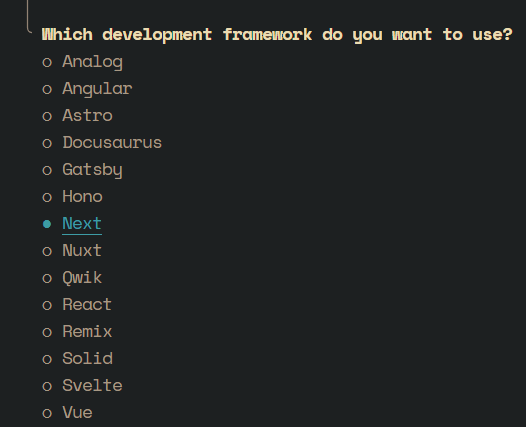 Which development framework do you want to use?
○ Analog
○ Angular
○ Astro
○ Docusaurus
○ Gatsby
○ Hono
● Next
○ Nuxt
○ Qwik
○ React
○ Remix
○ Solid
○ Svelte
○ Vue